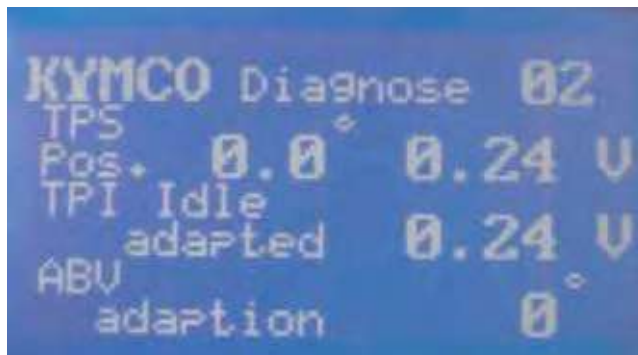 KYMCO Diagnose 02
TPS
Pos. 0.0° 0.24 V
TPI Idle
adapted 0.24 V
ABV
adaption 0°